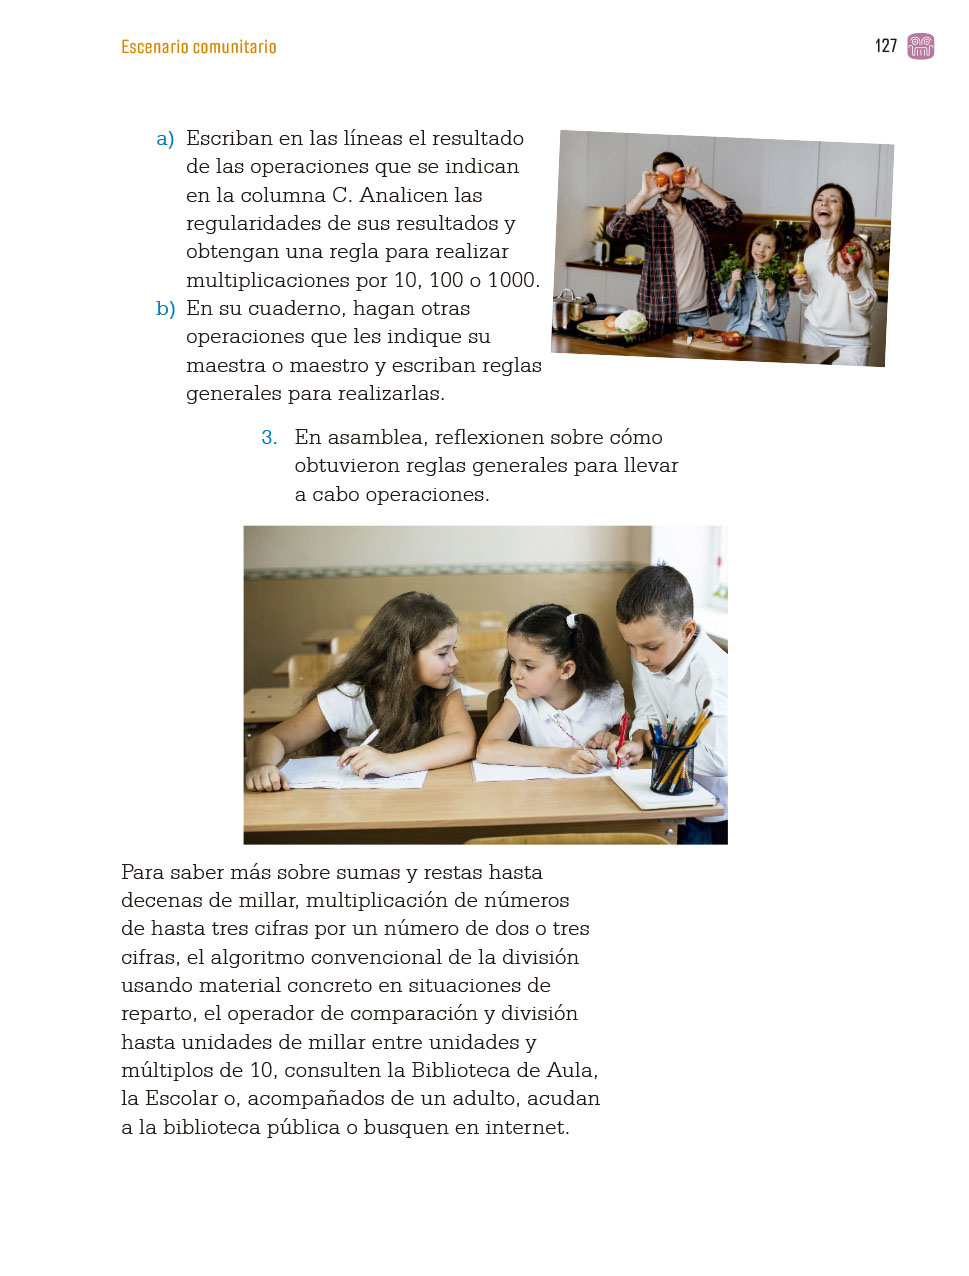 Escenario comunitario
127
a) Escriban en las líneas el resultado
de las operaciones que se indican
en la columna C. Analicen las
regularidades de sus resultados y
obtengan una regla para realizar
multiplicaciones por 10, 100 o 1000.
b) En su cuaderno, hagan otras
operaciones que les indique su
maestra o maestro y escriban reglas
generales para realizarlas.
3. En asamblea, reflexionen sobre cómo
obtuvieron reglas generales para llevar
a cabo operaciones.
Para saber más sobre sumas y restas hasta
decenas de millar, multiplicación de números
de hasta tres cifras por un número de dos o tres
cifras, el algoritmo convencional de la división
usando material concreto en situaciones de
reparto, el operador de comparación y división
hasta unidades de millar entre unidades y
múltiplos de 10, consulten la Biblioteca de Aula,
la Escolar o, acompañados de un adulto, acudan
a la biblioteca pública o busquen en internet.